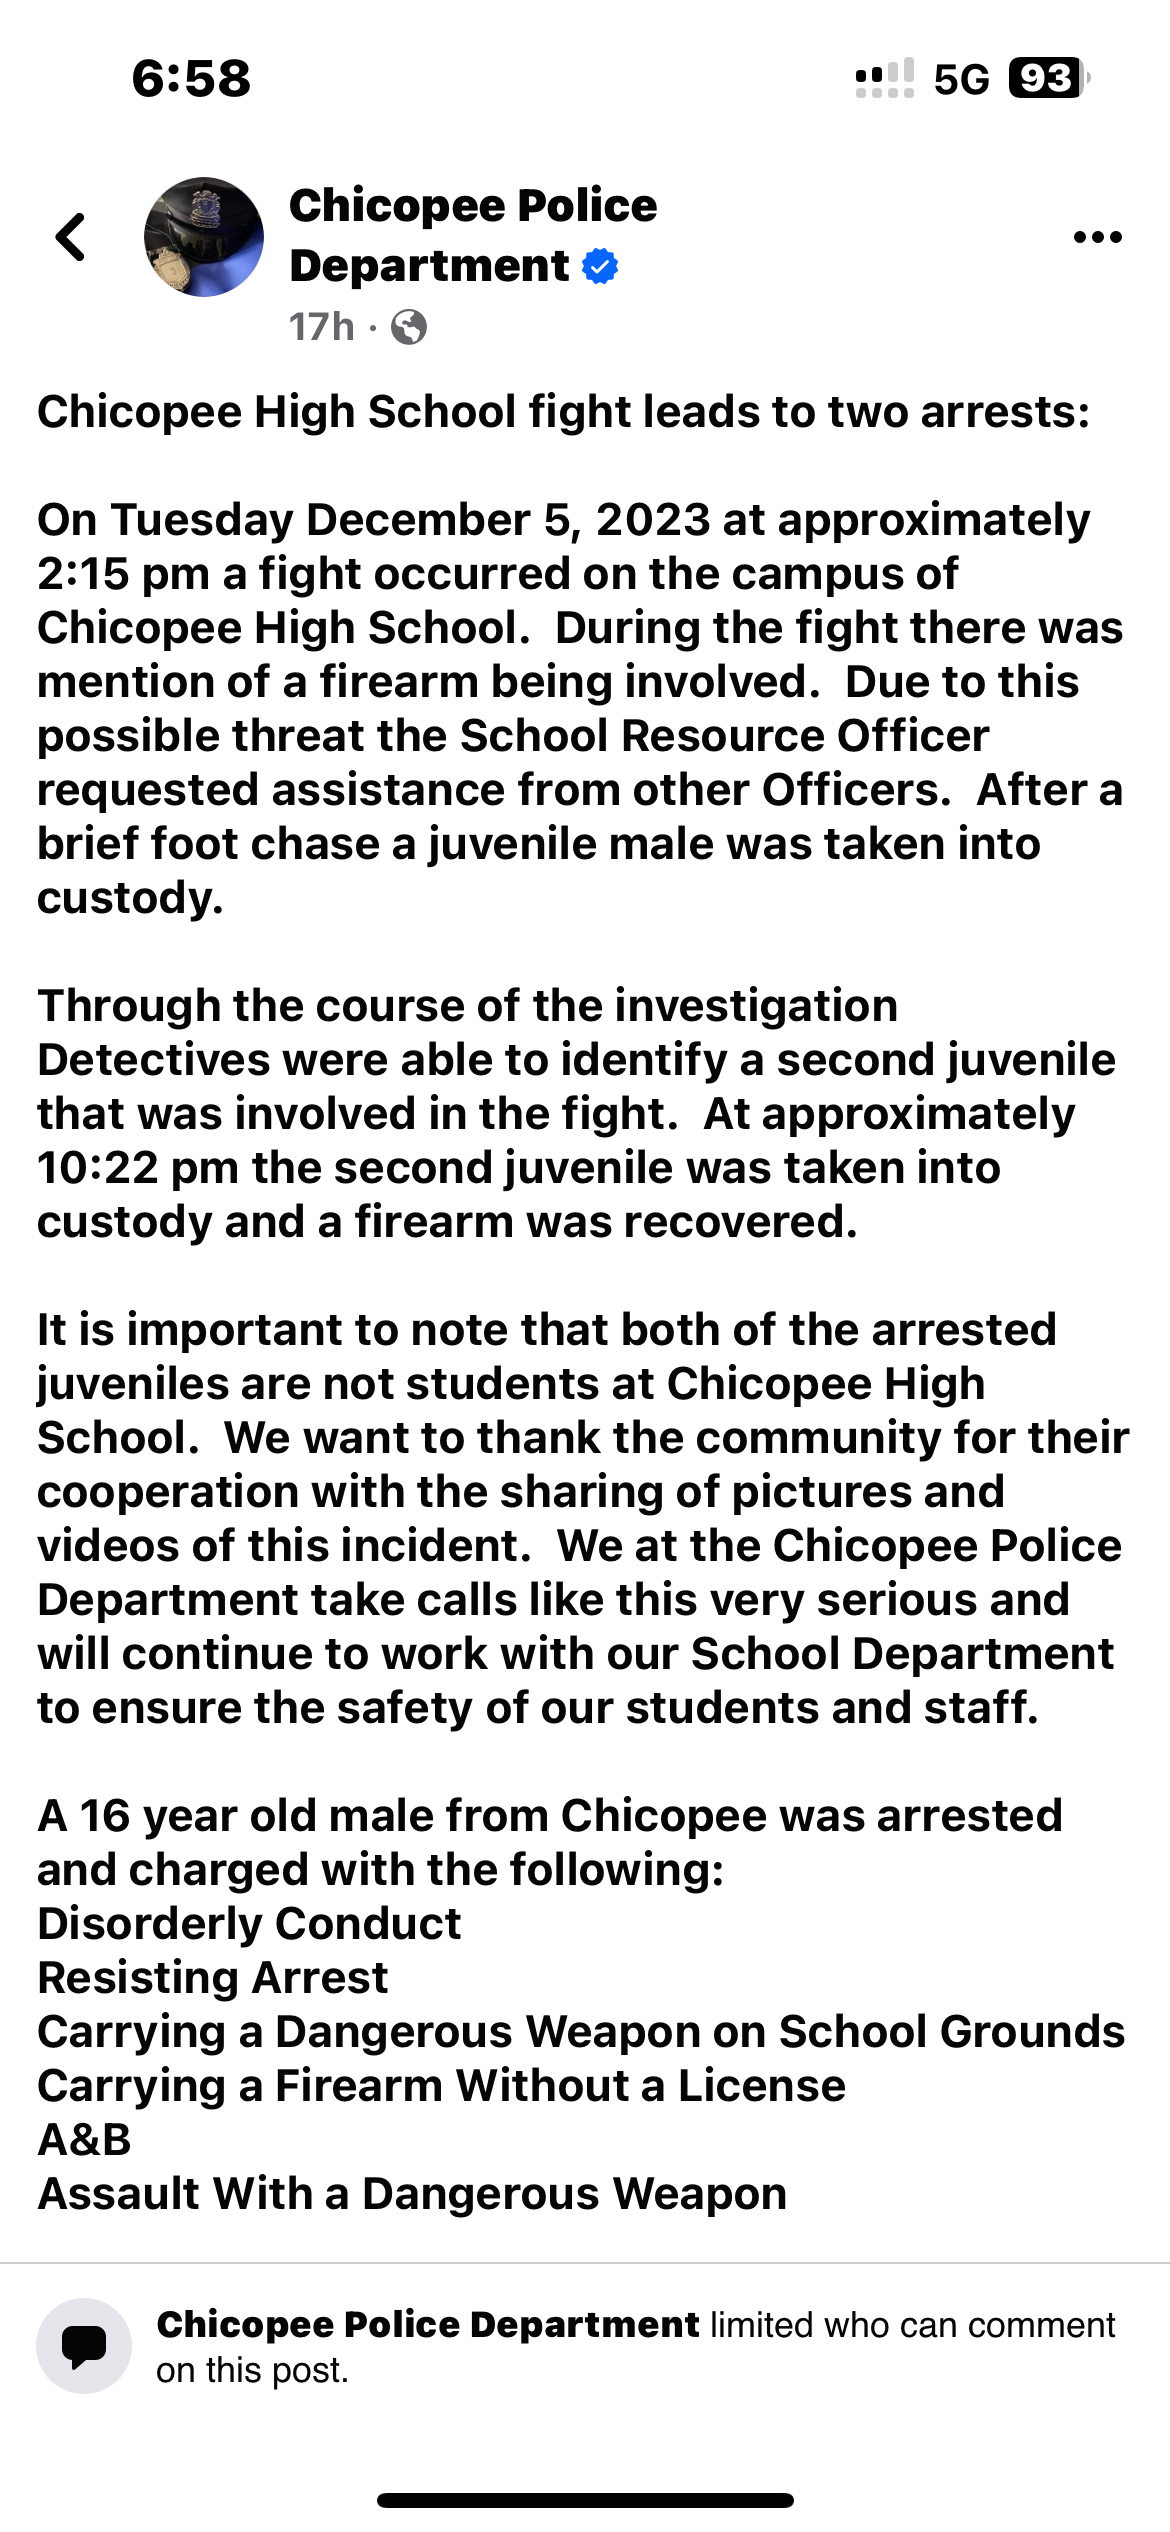 6:58
5G 93
Chicopee Police
Department
17h ·
Chicopee High School fight leads to two arrests:
On Tuesday December 5, 2023 at approximately
2:15 pm a fight occurred on the campus of
Chicopee High School.  During the fight there was
mention of a firearm being involved.  Due to this
possible threat the School Resource Officer
requested assistance from other Officers.  After a
brief foot chase a juvenile male was taken into
custody.
Through the course of the investigation
Detectives were able to identify a second juvenile
that was involved in the fight.  At approximately
10:22 pm the second juvenile was taken into
custody and a firearm was recovered.
It is important to note that both of the arrested
juveniles are not students at Chicopee High
School.  We want to thank the community for their
cooperation with the sharing of pictures and
videos of this incident.  We at the Chicopee Police
Department take calls like this very serious and
will continue to work with our School Department
to ensure the safety of our students and staff.
A 16 year old male from Chicopee was arrested
and charged with the following:
Disorderly Conduct
Resisting Arrest
Carrying a Dangerous Weapon on School Grounds
Carrying a Firearm Without a License
A&B
Assault With a Dangerous Weapon
Chicopee Police Department limited who can comment
on this post.